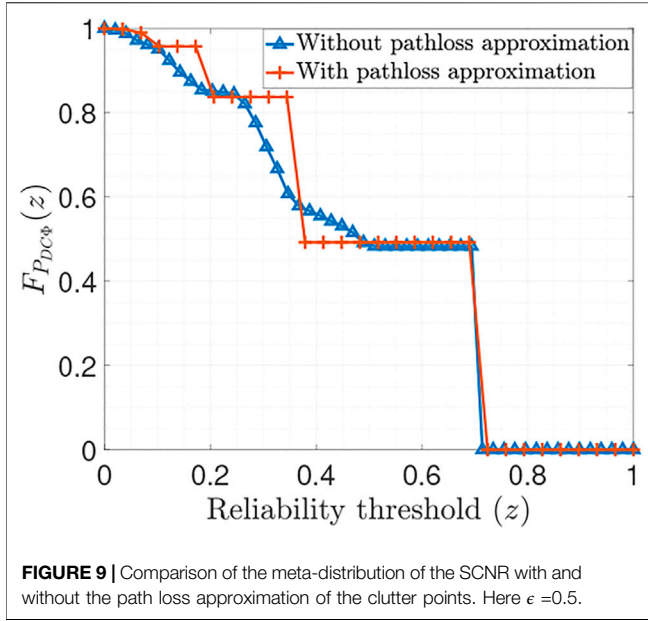 1
0.8
0.6
0.4
0.2
0
F_{P_{DCΦ}}(z)
Without pathloss approximation
With pathloss approximation
0 0.2 0.4 0.6 0.8 1
Reliability threshold (z)
FIGURE 9 | Comparison of the meta-distribution of the SCNR with and
without the path loss approximation of the clutter points. Here ϵ =0.5.